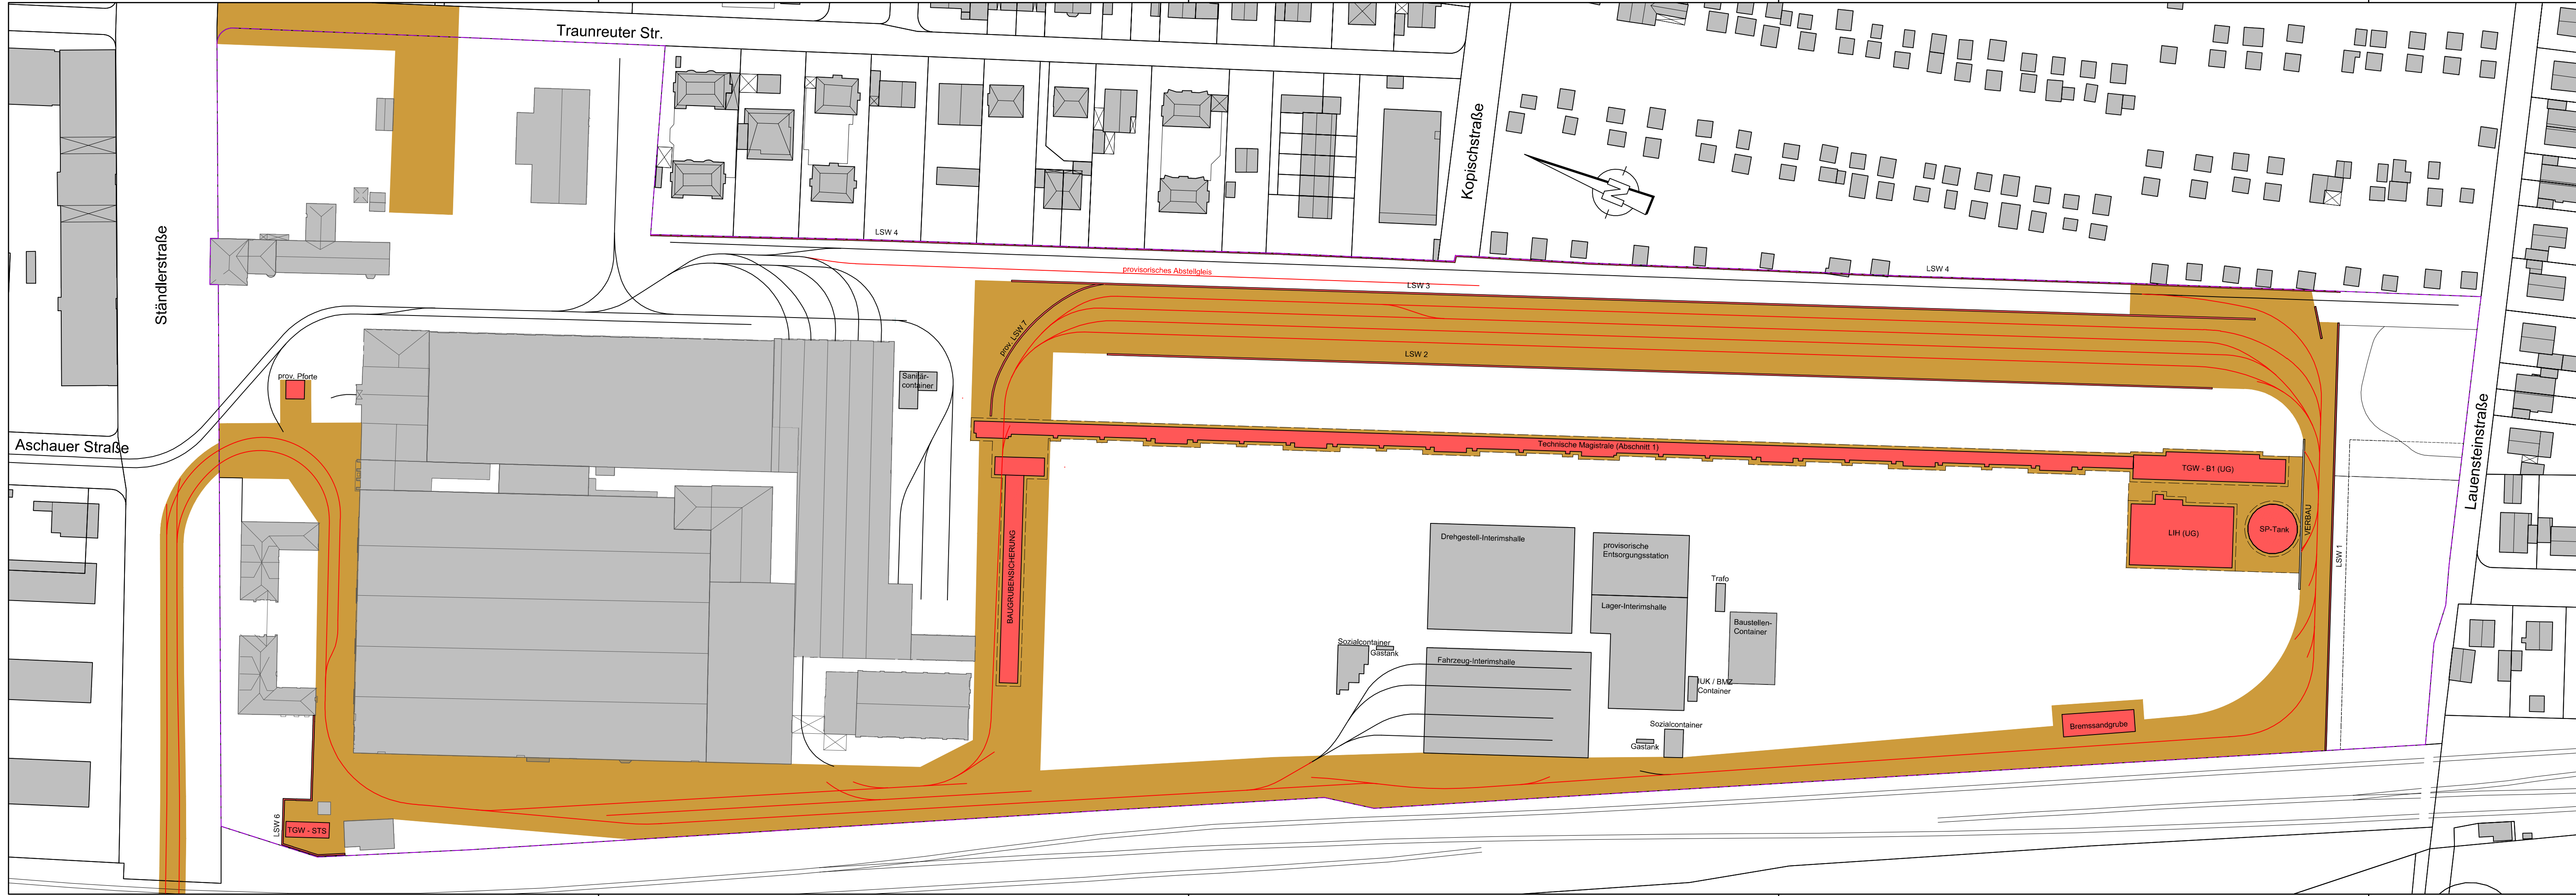 Traunreuter Str.
Ständlerstraße
Aschauer Straße
Kopischstraße
Lauensteinstraße
N
LSW 4
LSW 4
provisorisches Abstellgleis
LSW 3
prov. LSW 7
LSW 2
prov. Pforte
Sanitär-
container
Technische Magistrale (Abschnitt 1)
TGW - B1 (UG)
LIH (UG)
SP-Tank
VERBAU
LSW 1
BAUGRUBENSICHERUNG
Drehgestell-Interimshalle
provisorische
Entsorgungsstation
Lager-Interimshalle
Trafo
Baustellen-
Container
Sozialcontainer
Gastank
Fahrzeug-Interimshalle
IUK / BMZ
Container
Sozialcontainer
Gastank
Bremssandgrube
LSW 6
TGW - STS